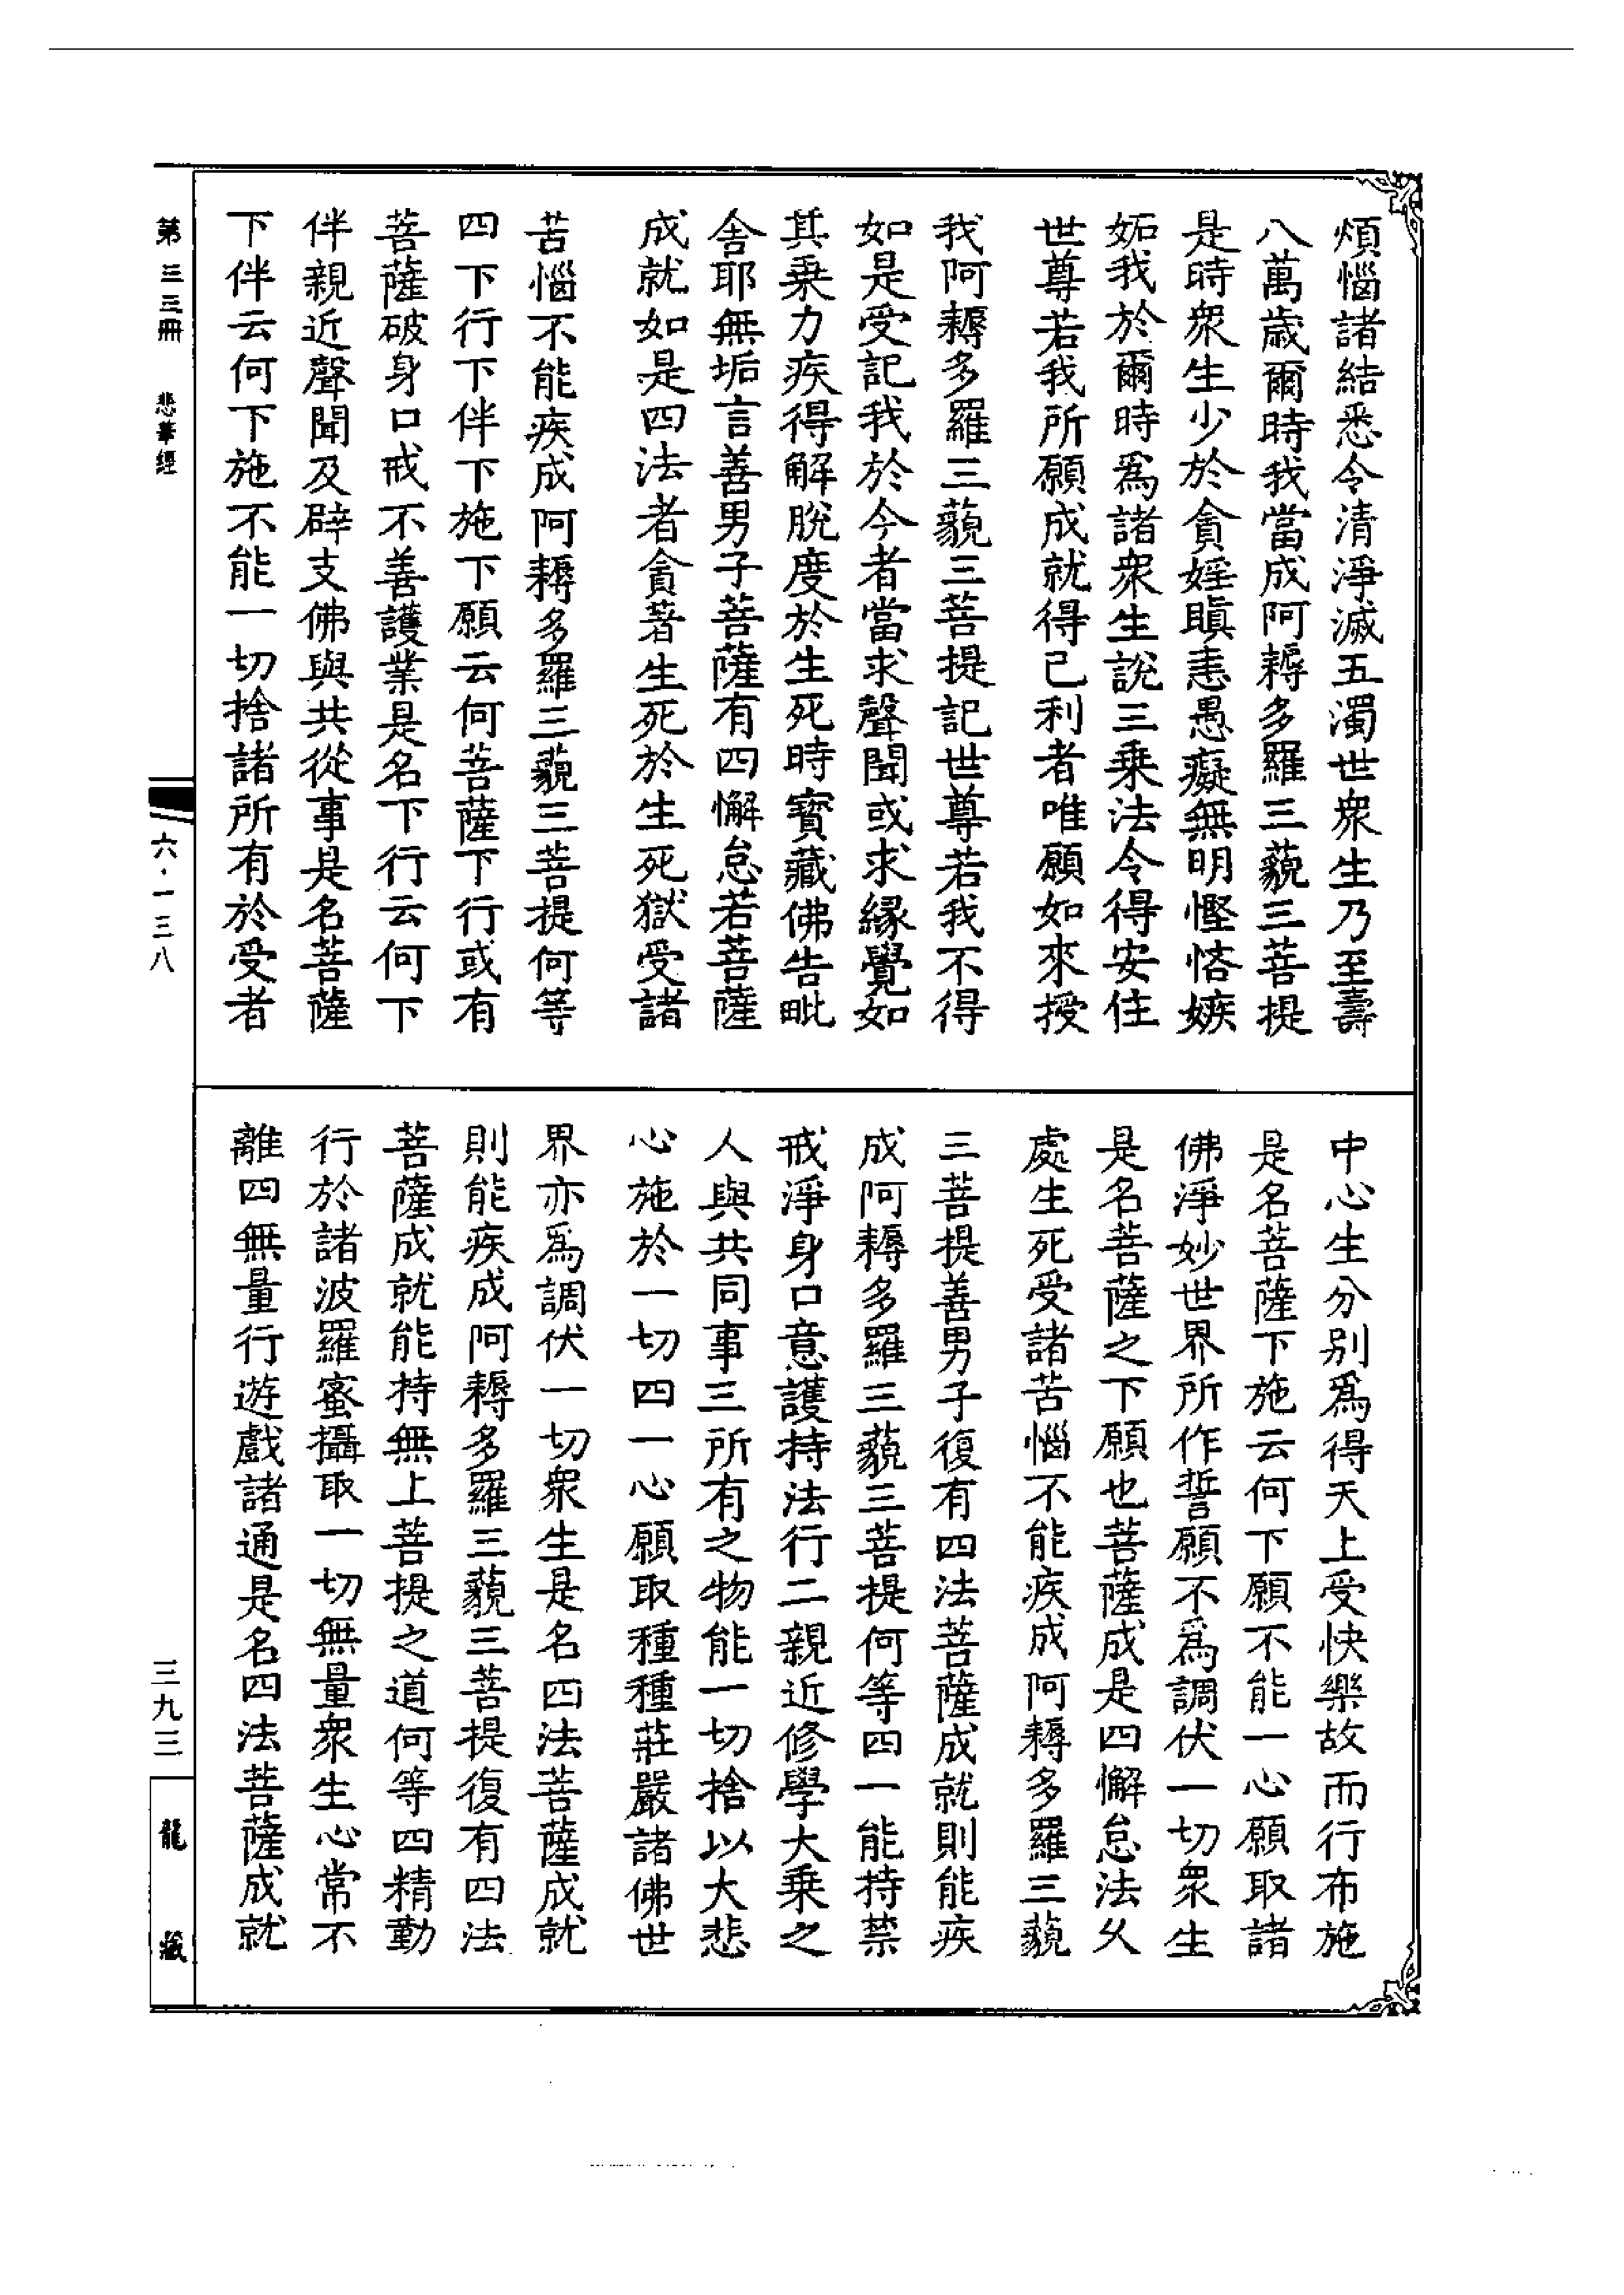 煩惱諸結悉令清淨滅五濁世衆生乃至壽
八萬歲爾時我當成阿耨多羅三藐三菩提
是時衆生少於貪婬瞋恚愚癡無明慳悋嫉
妬我於爾時爲諸衆生說三乗法令得安住
世尊若我所願成就得己利者唯願如來授
我阿耨多羅三藐三菩提記世尊若我不得
如是受記我於今者當求聲聞或求緣覺如
其乗力疾得解脫度於生死時寳藏佛告毗
舍耶無垢言善男子菩薩有四懈怠若菩薩
成就如是四法者貪著生死於生死獄受諸
苦惱不能疾成阿耨多羅三藐三菩提何等
四下行下伴下施下願云何菩薩下行或有
菩薩破身口戒不善護業是名下行云何下
伴親近聲聞及辟支佛與共從事是名菩薩
下伴云何下施不能一切捨諸所有於受者
中心生分別爲得天上受快樂故而行布施
是名菩薩下施云何下願不能一心願取諸
佛淨妙世界所作誓願不爲調伏一切衆生
是名菩薩之下願也菩薩成是四懈怠法久
處生死受諸苦惱不能疾成阿耨多羅三藐
三菩提善男子復有四法菩薩成就則能疾
成阿耨多羅三藐三菩提何等四一能持禁
戒淨身口意護持法行二親近修學大乗之
人與共同事三所有之物能一切捨以大悲
心施於一切四一心願取種種莊嚴諸佛世
界亦爲調伏一切衆生是名四法菩薩成就
則能疾成阿耨多羅三藐三菩提復有四法
菩薩成就能持無上菩提之道何等四精勤
行於諸波羅蜜攝取一切無量衆生心常不
離四無量行遊戲諸通是名四法菩薩成就
第三三冊 悲華經
六·一三八
三九三
龍藏